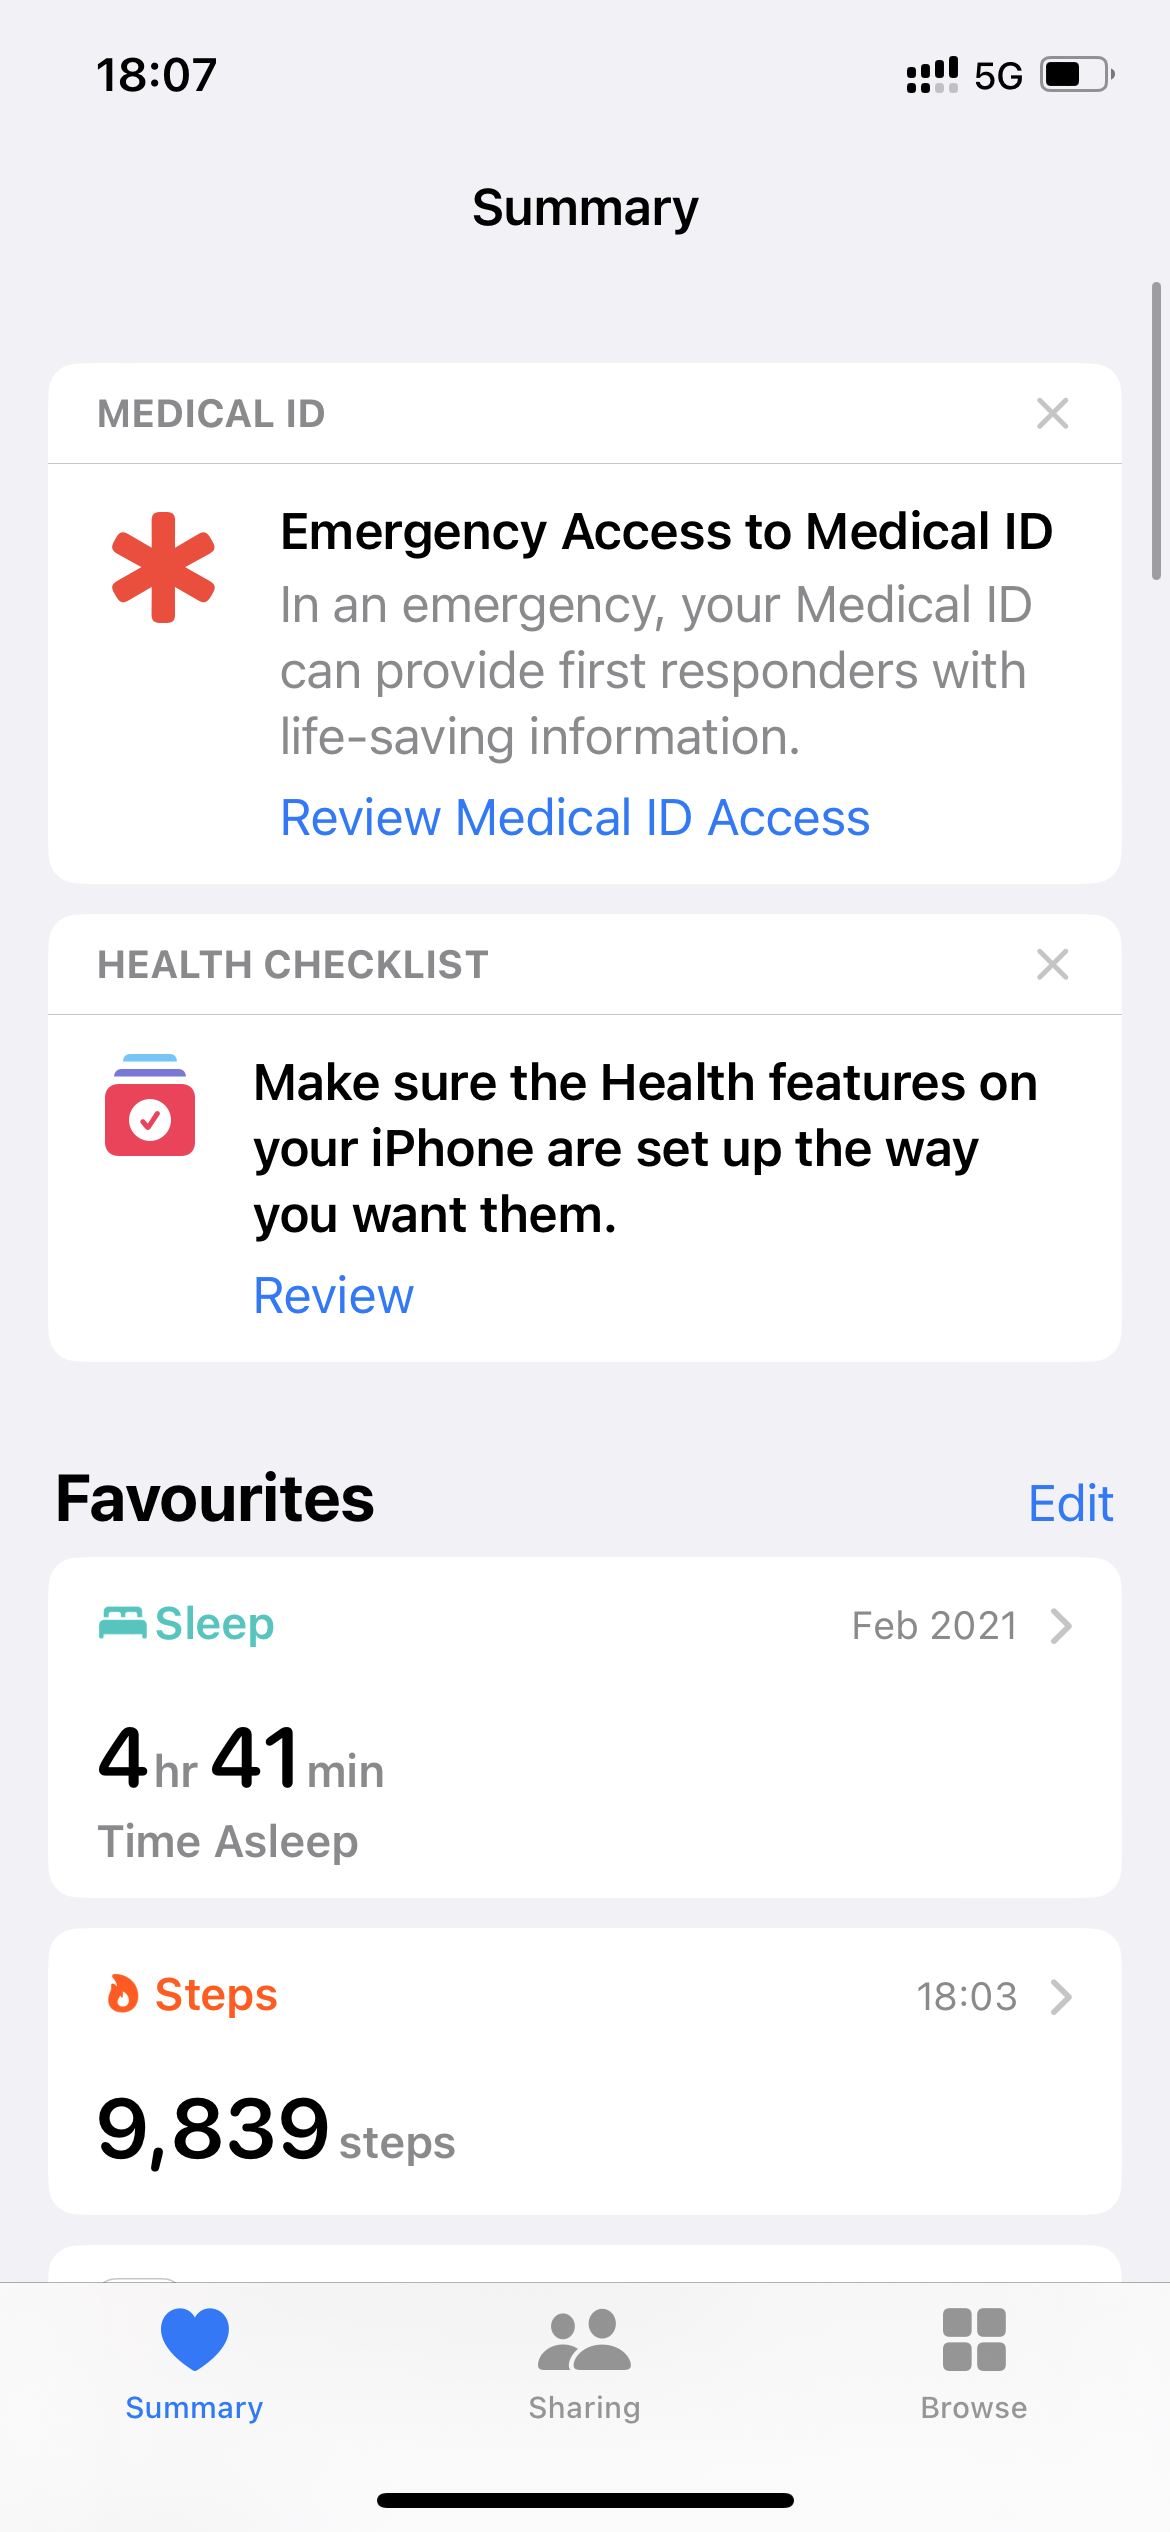 18:07
5G
Summary
MEDICAL ID
Emergency Access to Medical ID
In an emergency, your Medical ID
can provide first responders with
life-saving information.
Review Medical ID Access
HEALTH CHECKLIST
Make sure the Health features on
your iPhone are set up the way
you want them.
Review
Favourites
Edit
Sleep
Feb 2021
4 hr 41 min
Time Asleep
Steps
18:03
9,839 steps
Summary
Sharing
Browse